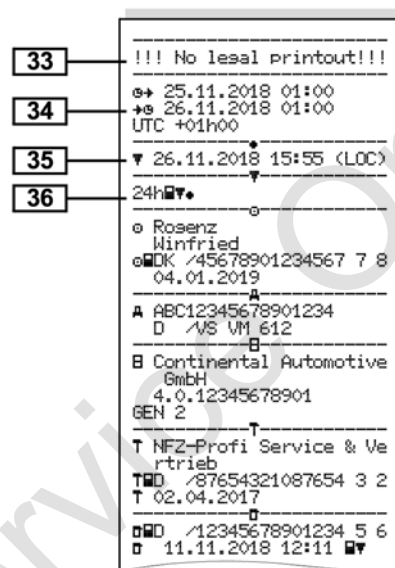 33
!!! No legal printout!!!
34
25.11.2018 01:00
26.11.2018 01:00
UTC +01h00
35
▼ 26.11.2018 15:55 (LOC)
36
24h▼
Rogenz
Winfried
DK /45678901234567 7 8
04.01.2019
A ABC12345678901234
D /VS VM 612
B Continental Automotive
GmbH
4.0.12345678901
GEN 2
T NFZ-Profi Service & Ve
rtrieb
TD /87654321087654 3 2
T 02.04.2017
D /12345678901234 5 6
11.11.2018 12:11 ▼